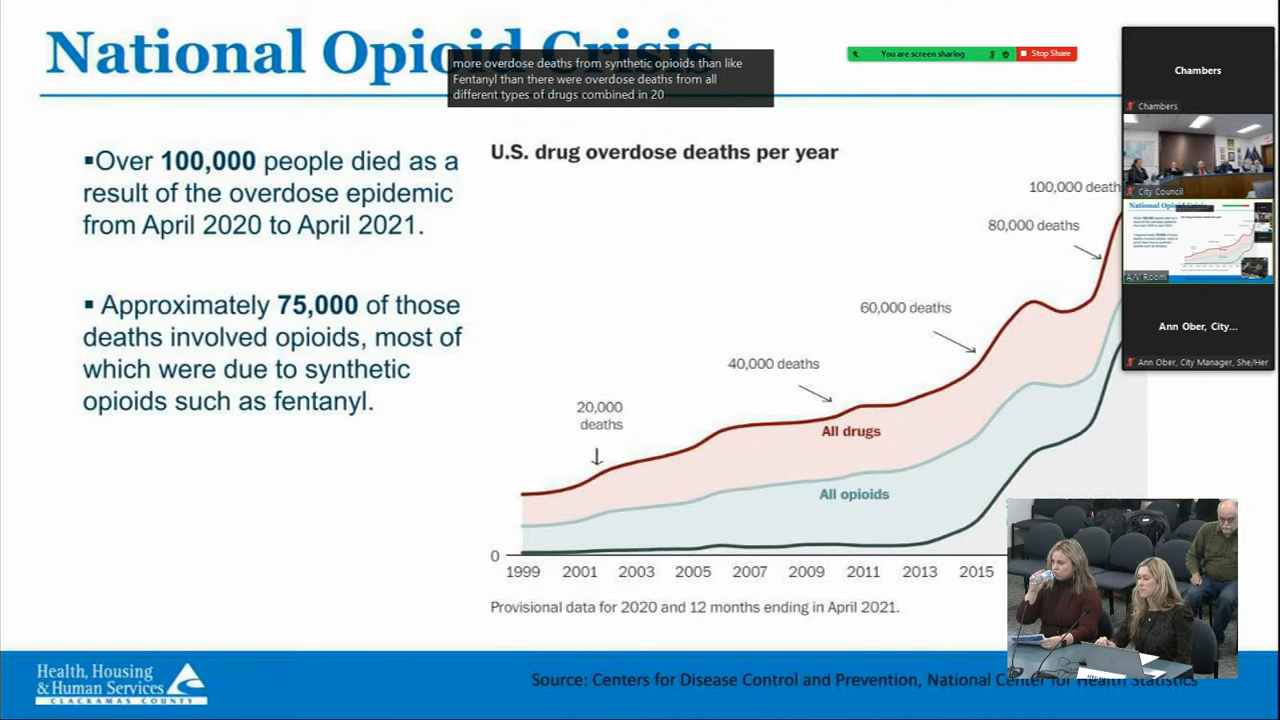 National Opioid Crisis
more overdose deaths from synthetic opioids than like
Fentanyl than there were overdose deaths from all
different types of drugs combined in 20
You are screen sharing
Stop Share
▪Over 100,000 people died as a
result of the overdose epidemic
from April 2020 to April 2021.
▪ Approximately 75,000 of those
deaths involved opioids, most of
which were due to synthetic
opioids such as fentanyl.
U.S. drug overdose deaths per year
100,000 death
80,000 deaths
60,000 deaths
40,000 deaths
20,000
deaths
All drugs
All opioids
0
1999 2001 2003 2005 2007 2009 2011 2013 2015
Provisional data for 2020 and 12 months ending in April 2021.
Chambers
Chambers
City Council
National Opioid Crisis
A/V Room
Ann Ober, City...
Ann Ober, City Manager, She/Her
Health, Housing
& Human Services
CLACKAMAS COUNTY
Source: Centers for Disease Control and Prevention, National Center for Health Statistics